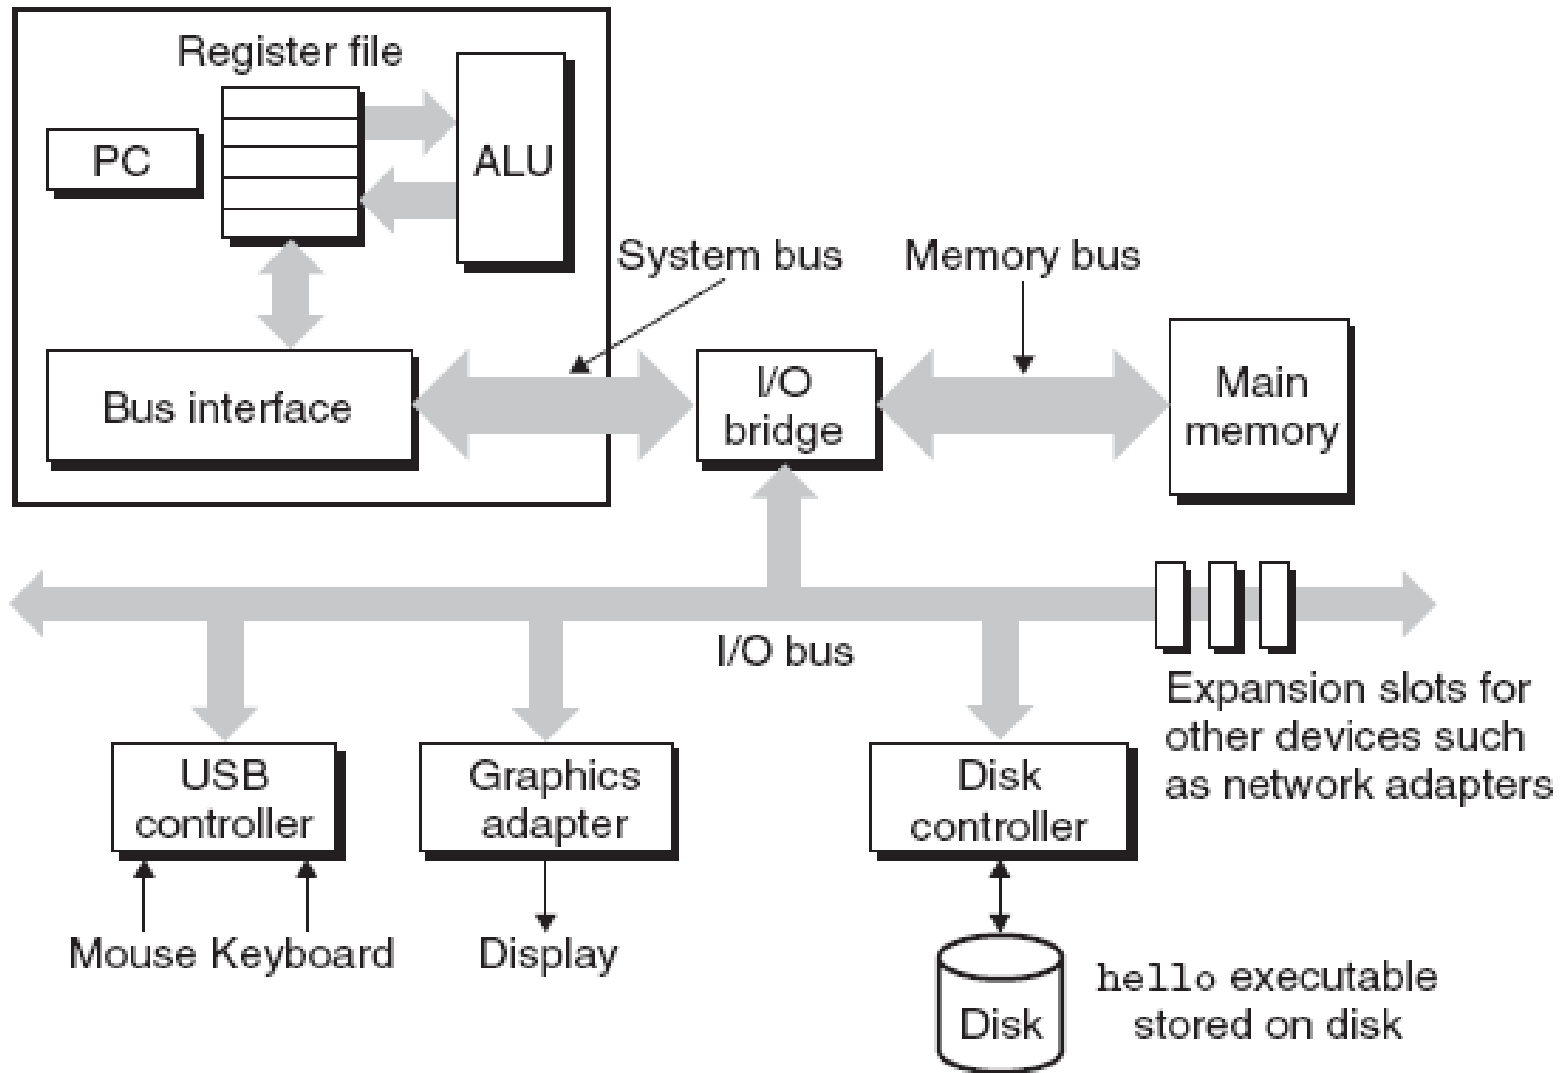 Register file
PC
ALU
System bus
Memory bus
Bus interface
I/O
bridge
Main
memory
I/O bus
Expansion slots for
other devices such
as network adapters
USB
controller
Graphics
adapter
Disk
controller
Mouse
Keyboard
Display
Disk
hello executable
stored on disk